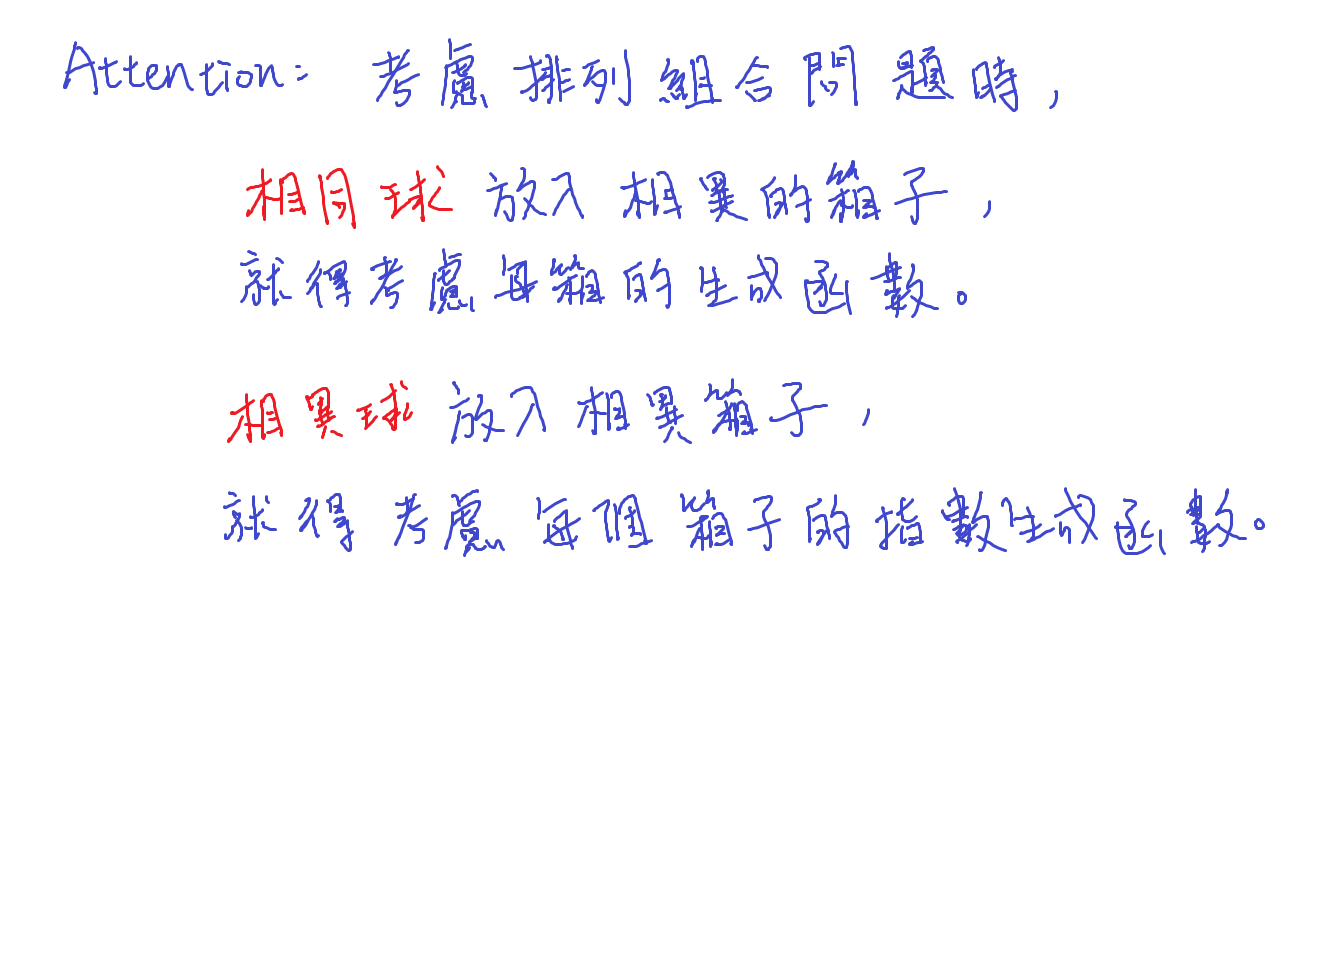 Attention: 考慮排列組合問題時,
相同球放入相異的箱子,
就得考慮每箱的生成函數。
相異球放入相異箱子,
就得考慮每個箱子的指數生成函數。